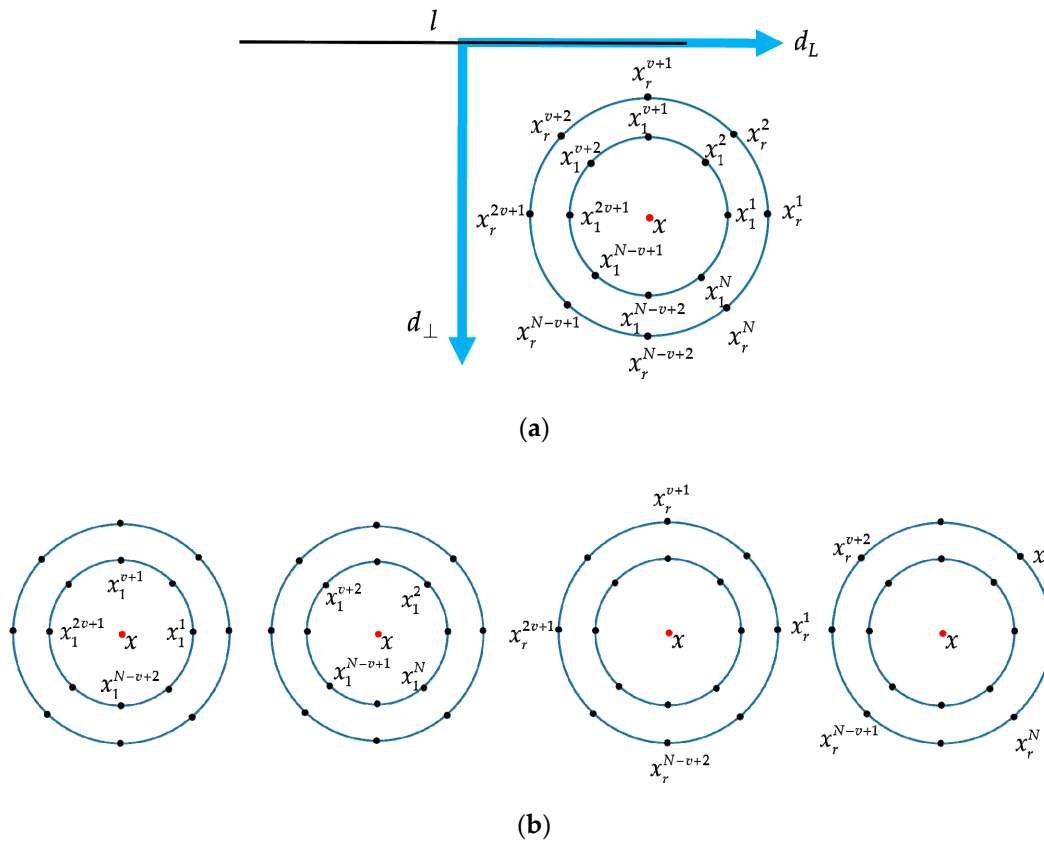 l
d_L
x_r^{v+1}
x_r^{v+2} x_1^{v+1} x_r^2
x_1^{v+2} x_1^2
x_r^{2v+1} x_1^{2v+1} x x_1^1 x_r^1
x_1^{N-v+1}
x_1^N
d_⊥ x_r^{N-v+1} x_1^{N-v+2} x_r^N
x_r^{N-v+2}
(a)
x_1^{v+1}
x_1^{2v+1} x x_1^1
x_1^{N-v+2}
x_1^{v+2} x_1^2
x
x_1^{N-v+1} x_1^N
x_r^{v+1}
x_r^{2v+1} x x_r^1
x_r^{N-v+2}
x_r^{v+2} x
x
x_r^{N-v+1} x_r^N
(b)